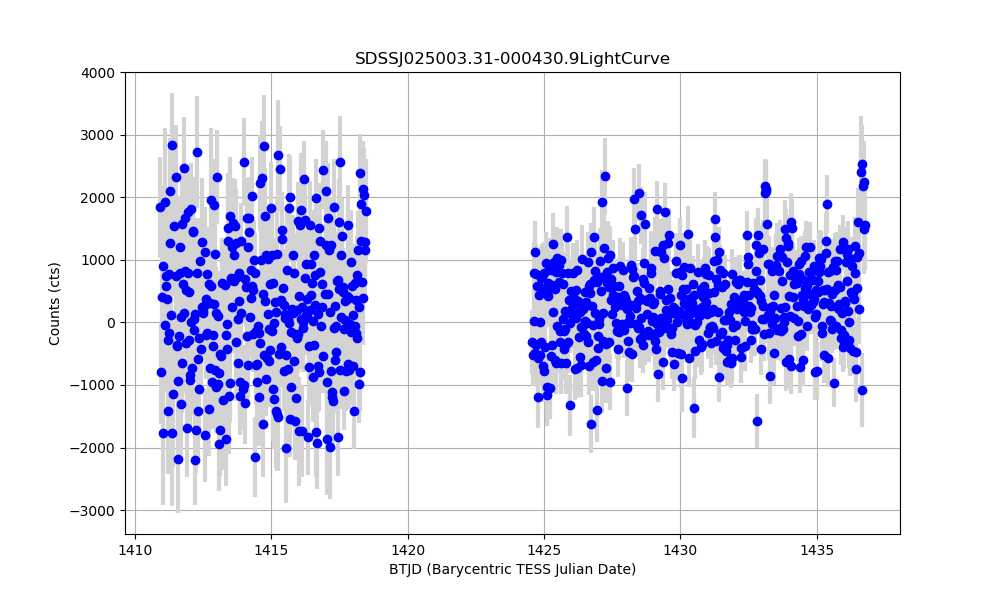 SDSSJ025003.31-000430.9LightCurve
4000
3000
2000
1000
0
−1000
−2000
−3000
Counts (cts)
1410 1415 1420 1425 1430 1435
BTJD (Barycentric TESS Julian Date)